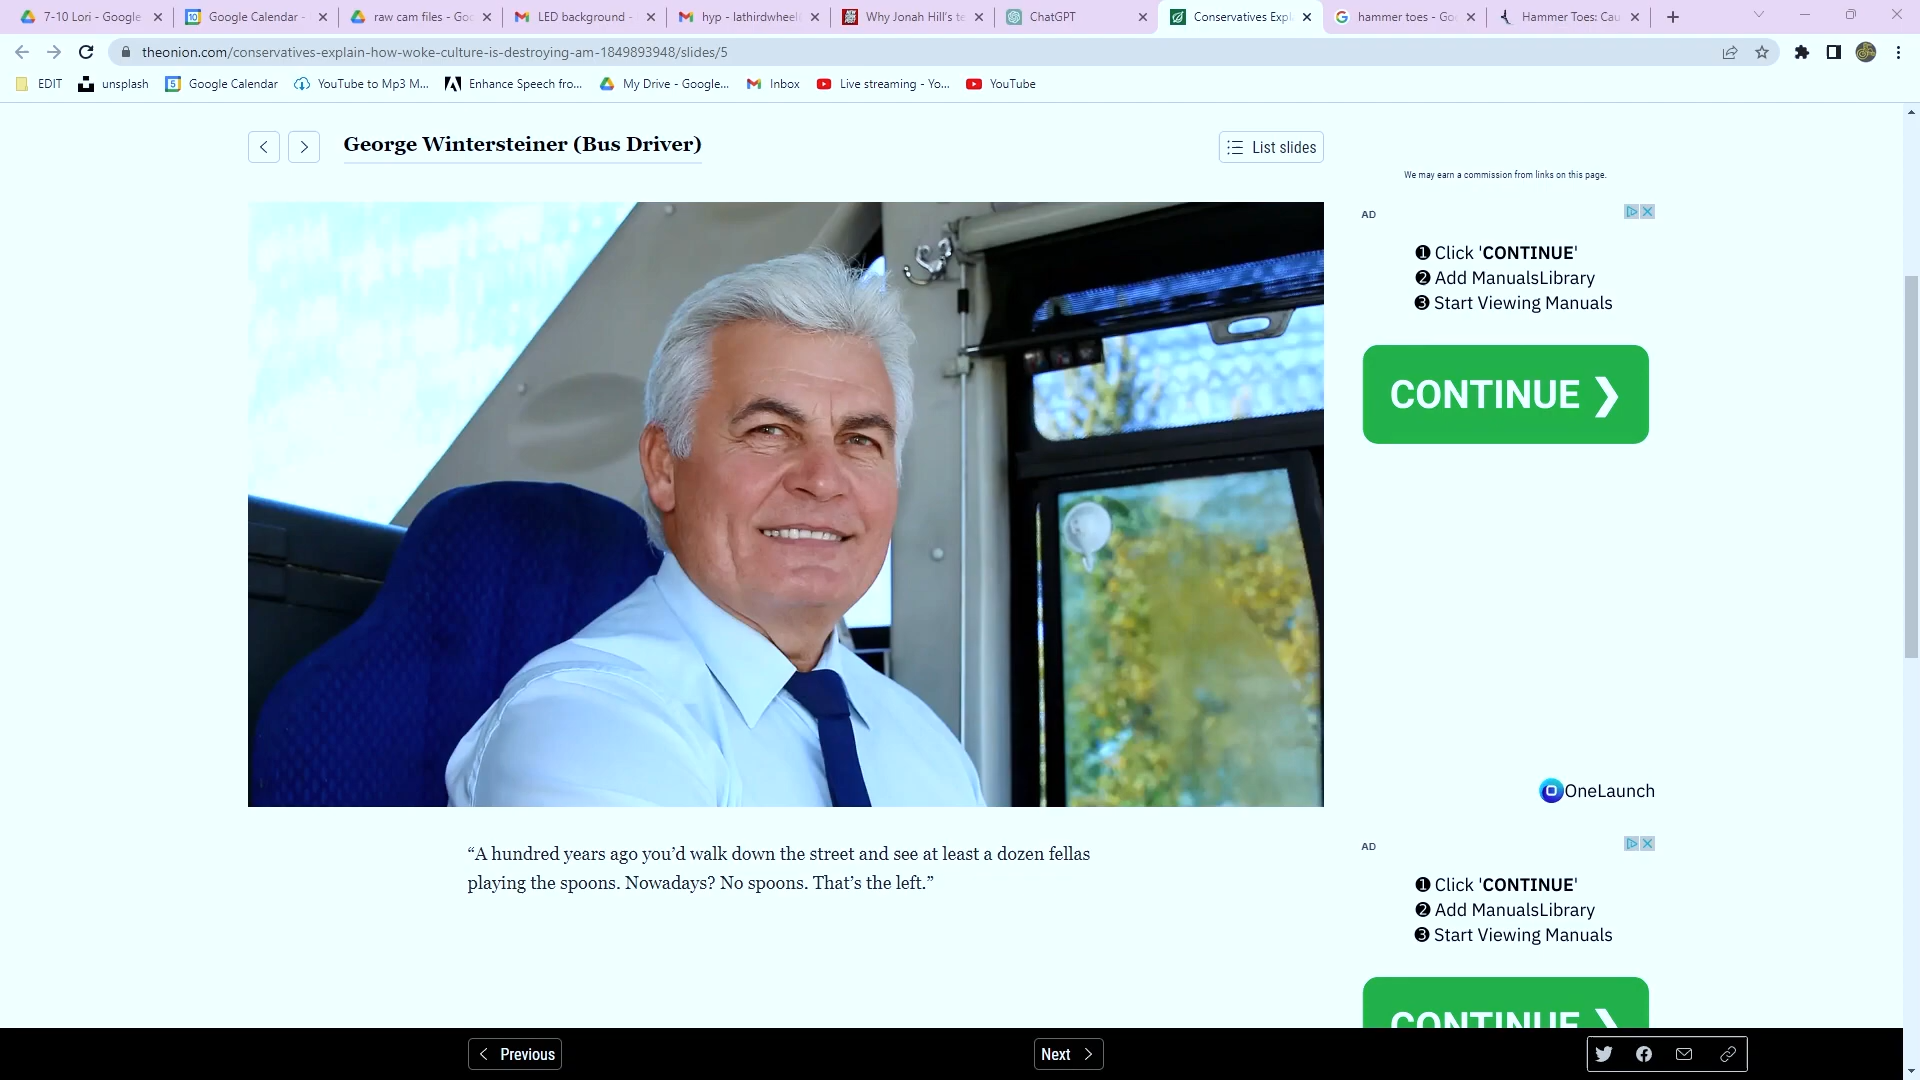 7-10 Lori - Google
Google Calendar -
raw cam files - Goo
LED background -
hyp - lathirdwheel
Why Jonah Hill's te
ChatGPT
Conservatives Expl
hammer toes - Goo
Hammer Toes: Cau
theonion.com/conservatives-explain-how-woke-culture-is-destroying-am-1849893948/slides/5
EDIT
unsplash
Google Calendar
YouTube to Mp3 M...
Enhance Speech fro...
My Drive - Google...
Inbox
Live streaming - Yo...
YouTube
George Wintersteiner (Bus Driver)
List slides
We may earn a commission from links on this page.
AD
❶ Click 'CONTINUE'
❷ Add ManualsLibrary
❸ Start Viewing Manuals
CONTINUE ❯
OneLaunch
“A hundred years ago you’d walk down the street and see at least a dozen fellas
playing the spoons. Nowadays? No spoons. That’s the left.”
AD
❶ Click 'CONTINUE'
❷ Add ManualsLibrary
❸ Start Viewing Manuals
CONTINUE ❯
Previous
Next